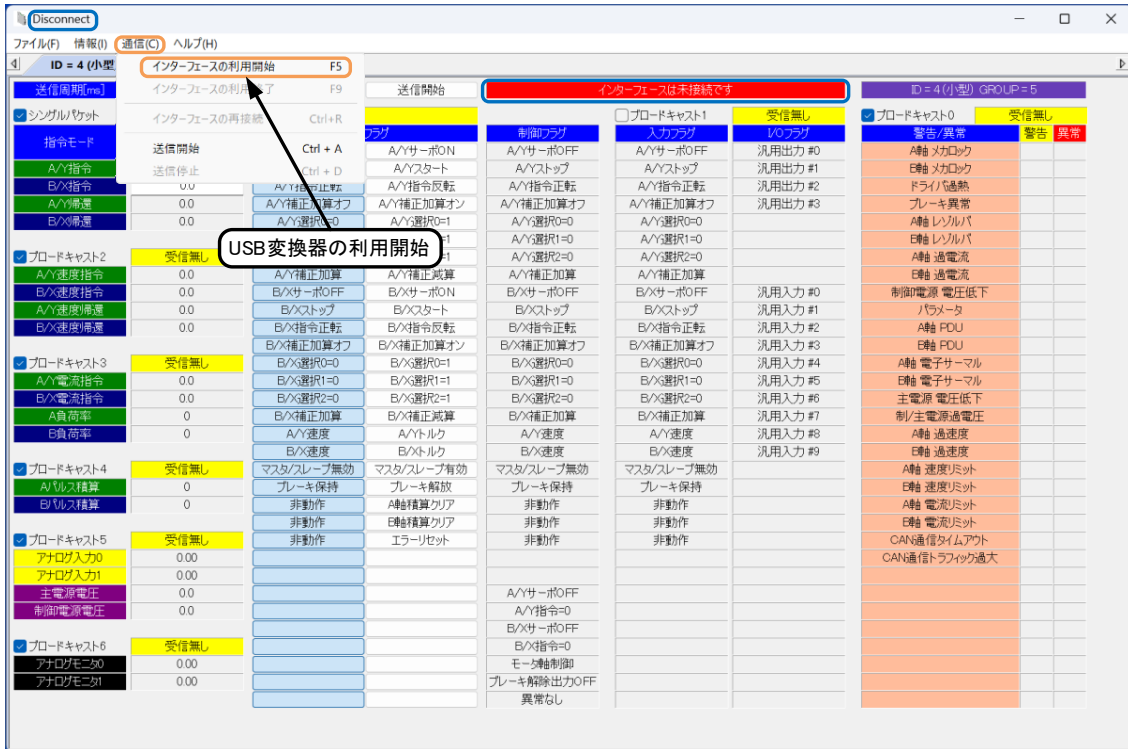 Disconnect
ファイル(F) 情報(I) 通信(C) ヘルプ(H)
ID = 4 (小型
インターフェースの利用開始 F5
インターフェースの利用 了 F9
インターフェースの再接続 Ctrl+R
送信開始 Ctrl + A
送信停止 Ctrl + D
USB変換器の利用開始
送信周期[ms] 送信開始 インターフェースは未接続です ID = 4 (小型) GROUP = 5
シングルパケット ブロードキャスト1 受信無し ブロードキャスト0 受信無し
指令モード フラグ 制御フラグ 入力フラグ I/Oフラグ 警告/異常 警告 異常
A/YサーボON A/YサーボOFF A/YサーボOFF 汎用出力 #0 A軸 メカロック
A/Y指令 A/Yスタート A/Yストップ A/Yストップ 汎用出力 #1 B軸 メカロック
B/X指令 0.0 A/Y指令正転 A/Y指令反転 A/Y指令正転 A/Y指令正転 汎用出力 #2 ドライバ過熱
A/Y帰還 0.0 A/Y補正加算オフ A/Y補正加算オン A/Y補正加算オフ A/Y補正加算オフ 汎用出力 #3 ブレーキ異常
B/X帰還 0.0 A/Y選択0=0 A/Y選択0=1 A/Y選択0=0 A/Y選択0=0 A軸 レゾルバ
=1 A/Y選択1=0 A/Y選択1=0 B軸 レゾルバ
ブロードキャスト2 受信無し A/Y選択2=0 A/Y選択2=0 A軸 過電流
A/Y速度指令 0.0 A/Y補正加算 A/Y補正減算 A/Y補正加算 A/Y補正加算 B軸 過電流
B/X速度指令 0.0 B/XサーボOFF B/XサーボON B/XサーボOFF B/XサーボOFF 汎用入力 #0 制御電源 電圧低下
A/Y速度帰還 0.0 B/Xストップ B/Xスタート B/Xストップ B/Xストップ 汎用入力 #1 パラメータ
B/X速度帰還 0.0 B/X指令正転 B/X指令反転 B/X指令正転 B/X指令正転 汎用入力 #2 A軸 PDU
B/X補正加算オフ B/X補正加算オン B/X補正加算オフ B/X補正加算オフ 汎用入力 #3 B軸 PDU
ブロードキャスト3 受信無し B/X選択0=0 B/X選択0=1 B/X選択0=0 B/X選択0=0 汎用入力 #4 A軸 電子サーマル
A/Y電流指令 0.0 B/X選択1=0 B/X選択1=1 B/X選択1=0 B/X選択1=0 汎用入力 #5 B軸 電子サーマル
B/X電流指令 0.0 B/X選択2=0 B/X選択2=1 B/X選択2=0 B/X選択2=0 汎用入力 #6 主電源 電圧低下
A負荷率 0 B/X補正加算 B/X補正減算 B/X補正加算 B/X補正加算 汎用入力 #7 制/主電源過電圧
B負荷率 0 A/Y速度 A/Yトルク A/Y速度 A/Y速度 汎用入力 #8 A軸 過速度
B/X速度 B/Xトルク B/X速度 B/X速度 汎用入力 #9 B軸 過速度
ブロードキャスト4 受信無し マスタ/スレーブ無効 マスタ/スレーブ有効 マスタ/スレーブ無効 マスタ/スレーブ無効 A軸 速度リミット
Aパルス積算 0 ブレーキ保持 ブレーキ解放 ブレーキ保持 ブレーキ保持 B軸 速度リミット
Bパルス積算 0 非動作 A軸積算クリア 非動作 非動作 A軸 電流リミット
非動作 B軸積算クリア 非動作 非動作 B軸 電流リミット
ブロードキャスト5 受信無し 非動作 エラーリセット 非動作 非動作 CAN通信タイムアウト
アナログ入力0 0.00 CAN通信トラフィック過大
アナログ入力1 0.00
主電源電圧 0.0 A/YサーボOFF
制御電源電圧 0.0 A/Y指令=0
B/XサーボOFF
ブロードキャスト6 受信無し B/X指令=0
アナログモニタ0 0.00 モータ軸制御
アナログモニタ1 0.00 ブレーキ解除出力OFF
異常なし